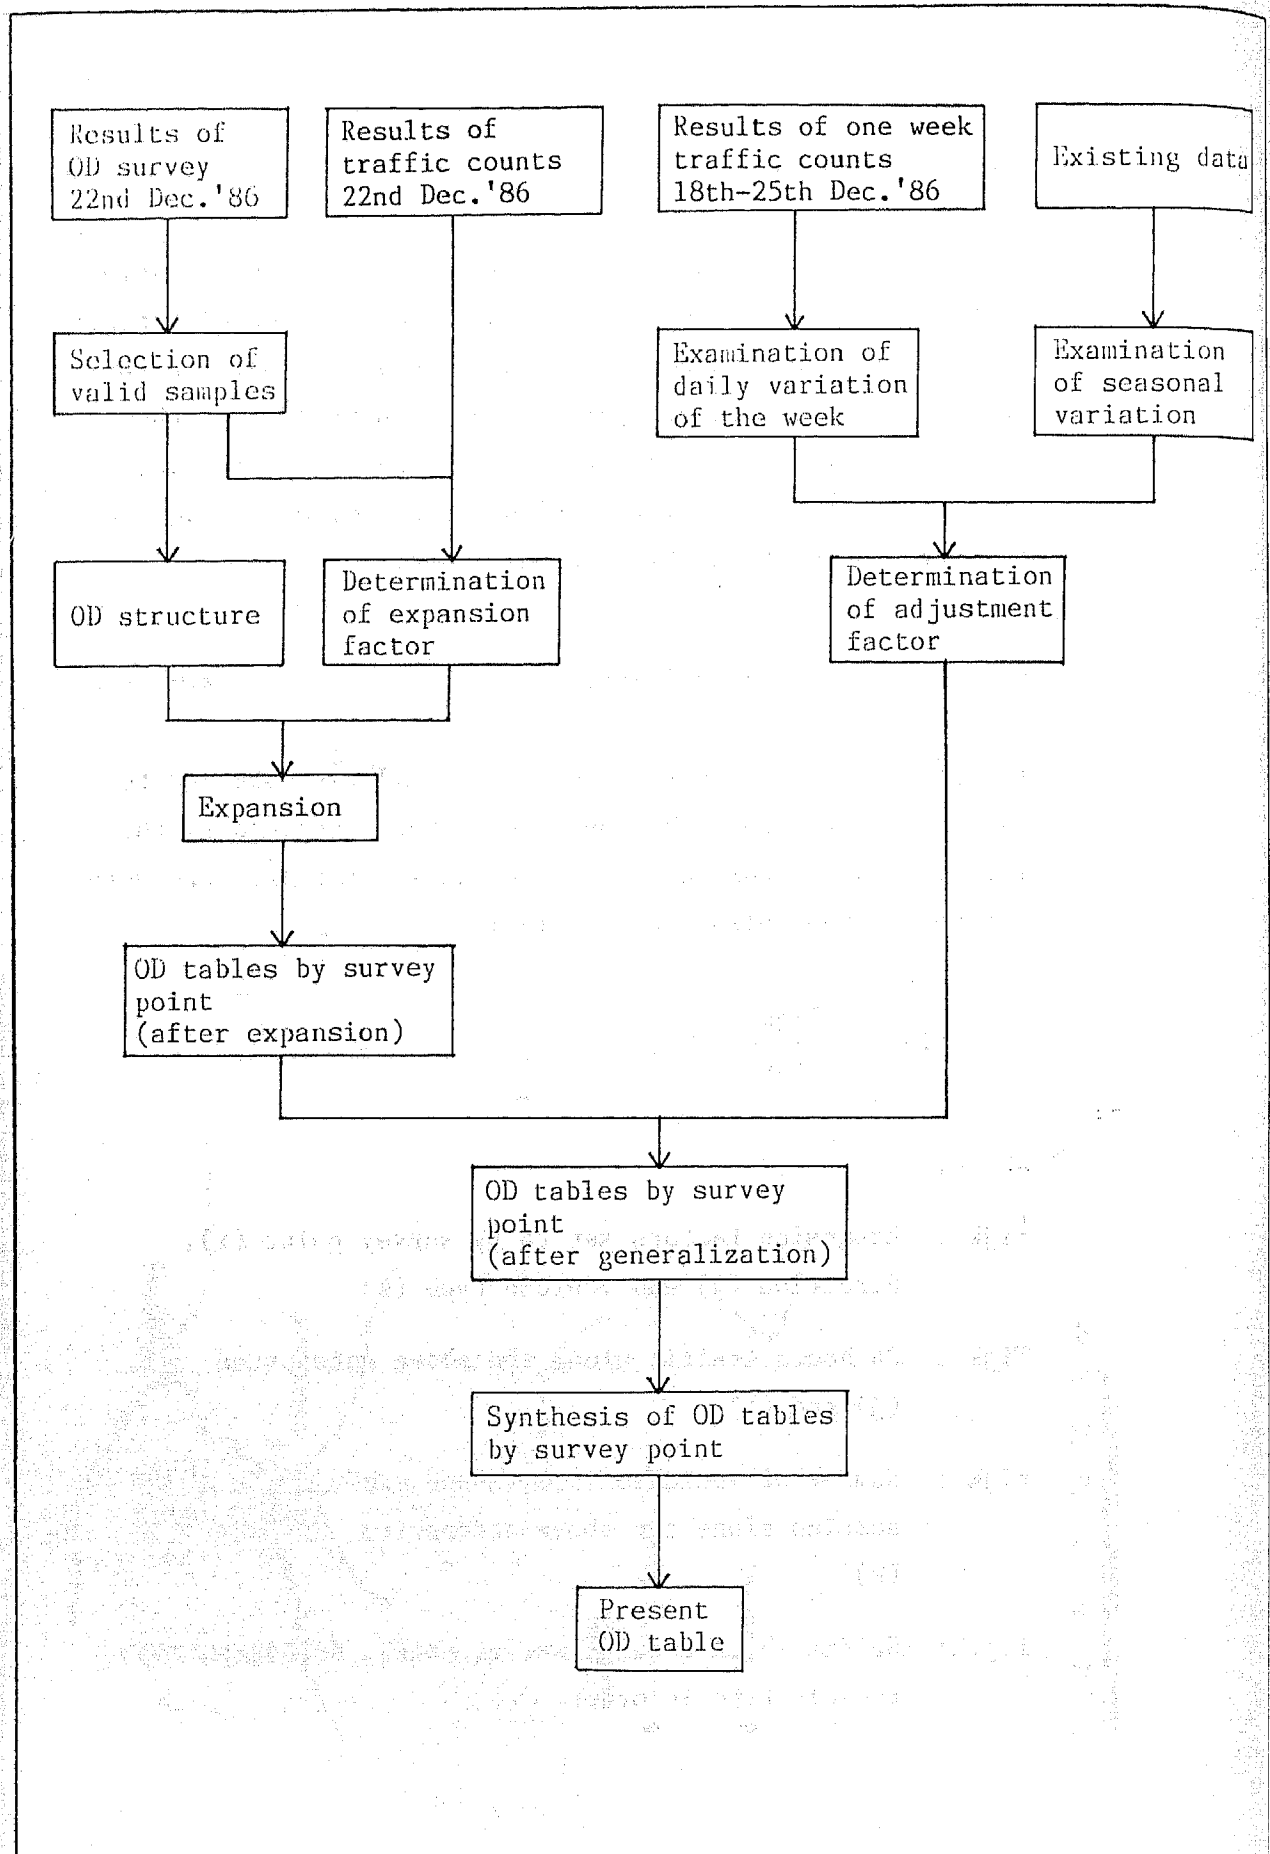 Results of
OD survey
22nd Dec.'86
Results of
traffic counts
22nd Dec.'86
Results of one week
traffic counts
18th-25th Dec.'86
Existing data
Selection of
valid samples
Examination of
daily variation
of the week
Examination
of seasonal
variation
OD structure
Determination
of expansion
factor
Determination
of adjustment
factor
Expansion
OD tables by survey
point
(after expansion)
OD tables by survey
point
(after generalization)
Synthesis of OD tables
by survey point
Present
OD table